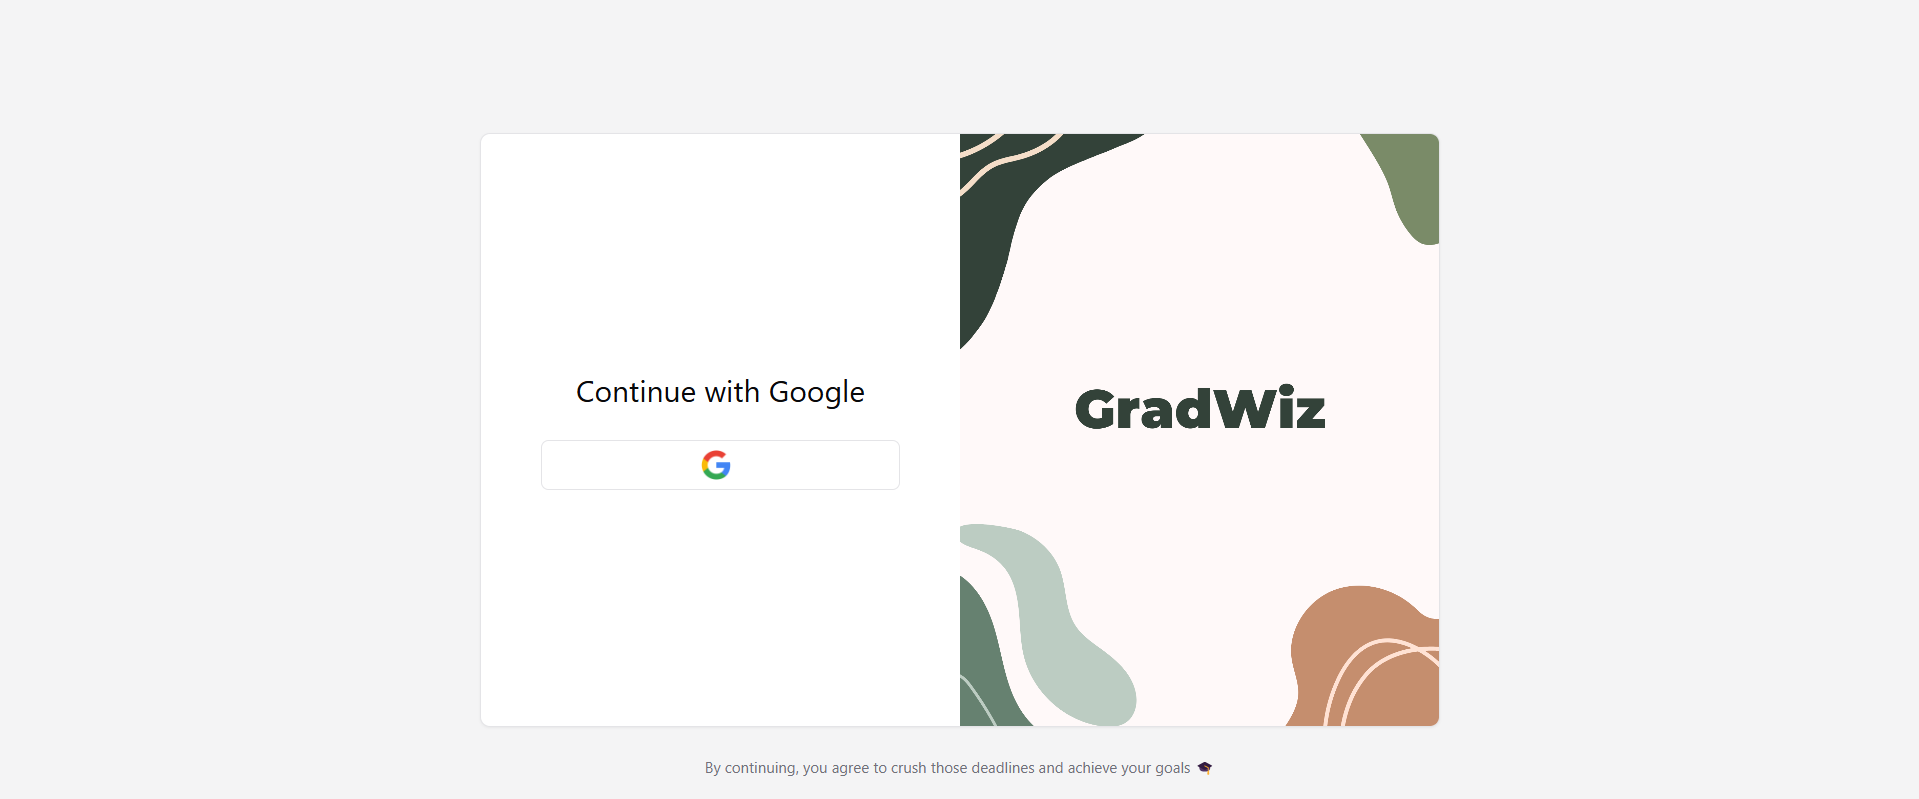 Continue with Google
GradWiz
By continuing, you agree to crush those deadlines and achieve your goals 🎓